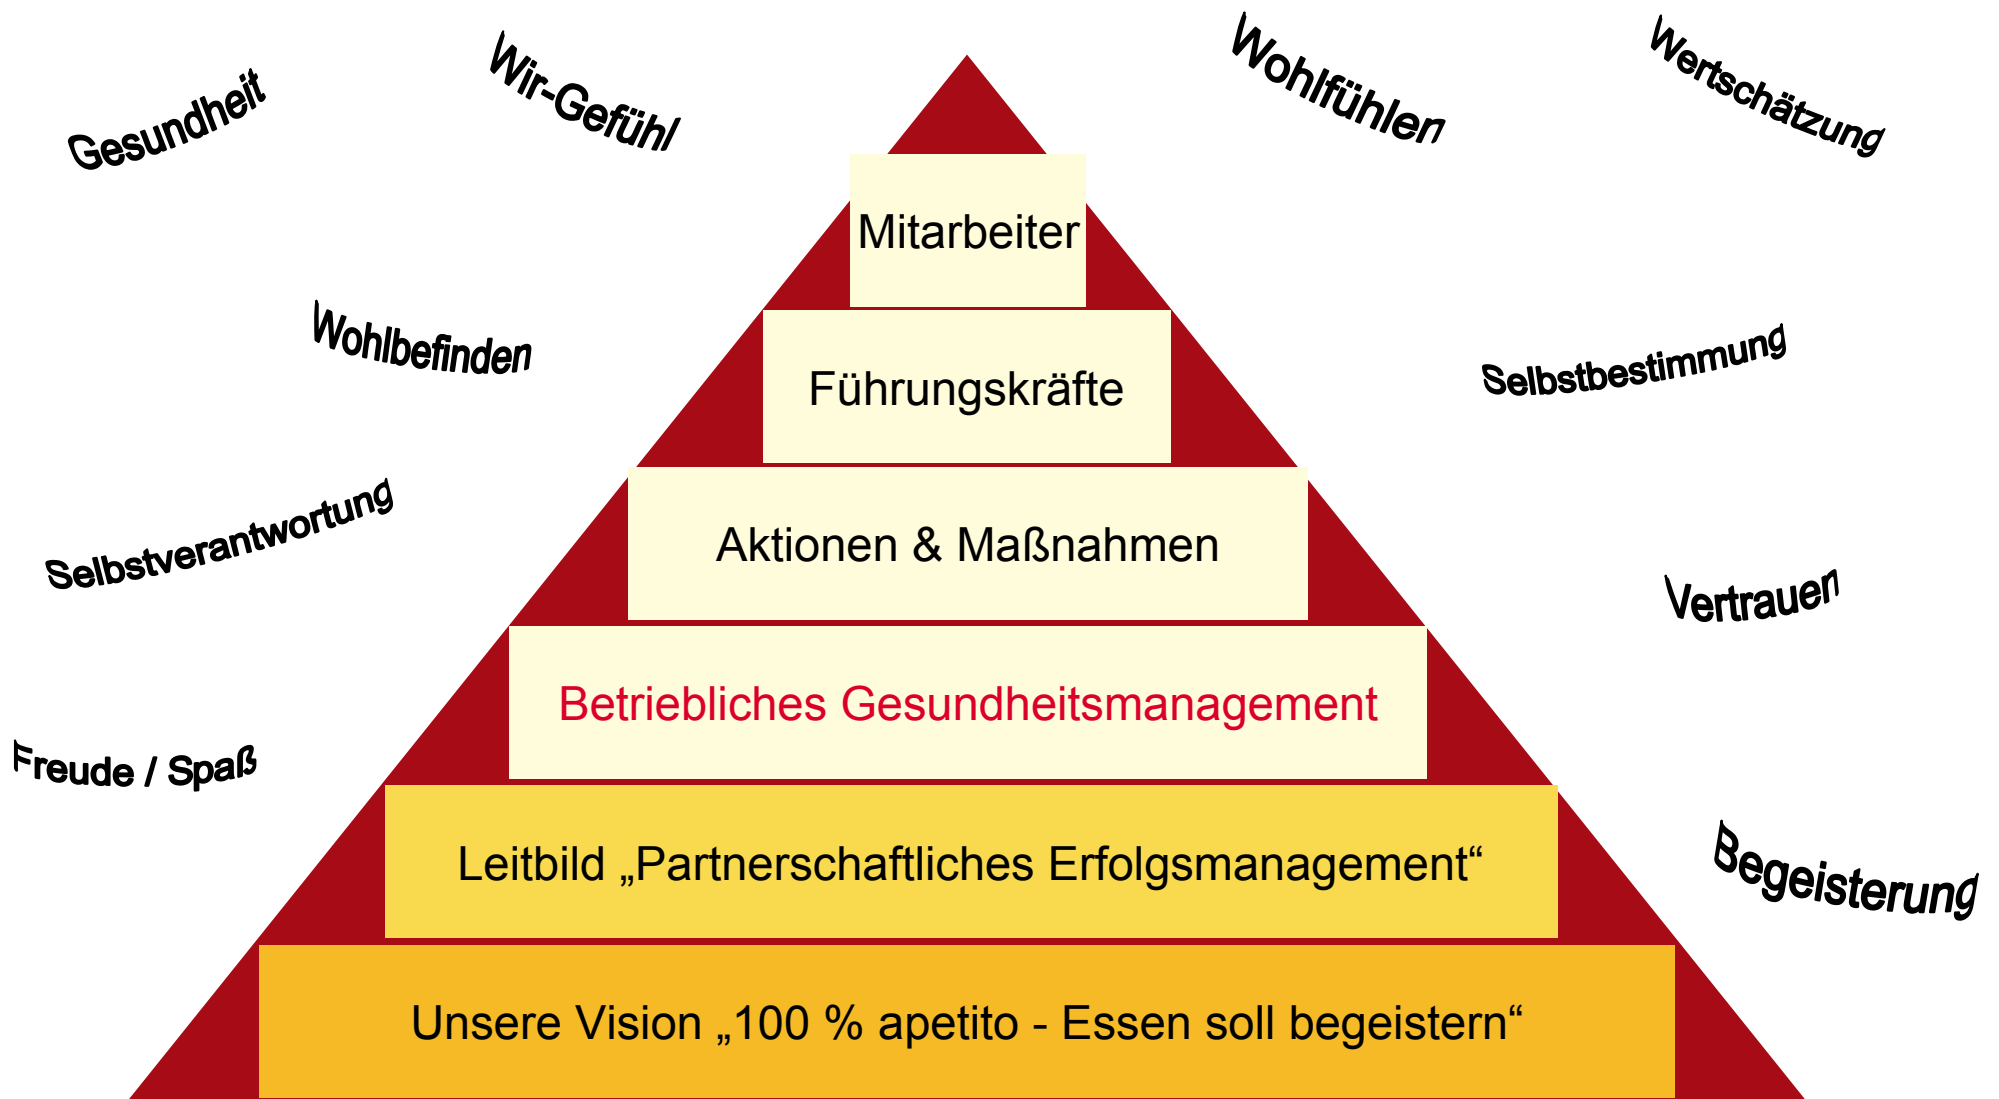 Gesundheit
Wir-Gefühl
Wohlfühlen
Wertschätzung
Mitarbeiter
Wohlbefinden
Führungskräfte
Selbstbestimmung
Selbstverantwortung
Aktionen & Maßnahmen
Vertrauen
Betriebliches Gesundheitsmanagement
Freude / Spaß
Leitbild „Partnerschaftliches Erfolgsmanagement“
Begeisterung
Unsere Vision „100 % apetito - Essen soll begeistern“